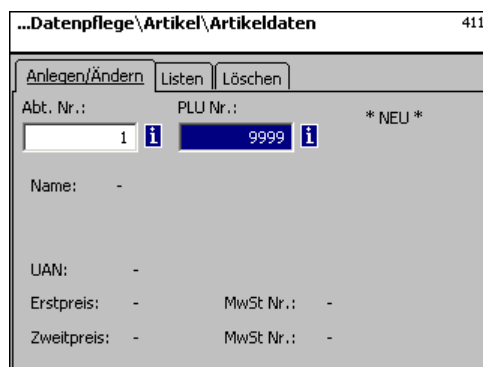 ...Datenpflege\Artikel\Artikeldaten 411
Anlegen/Ändern Listen Löschen
Abt. Nr.: PLU Nr.: * NEU *
1 i 9999 i
Name: -
UAN: -
Erstpreis: - MwSt Nr.: -
Zweitpreis: - MwSt Nr.: -